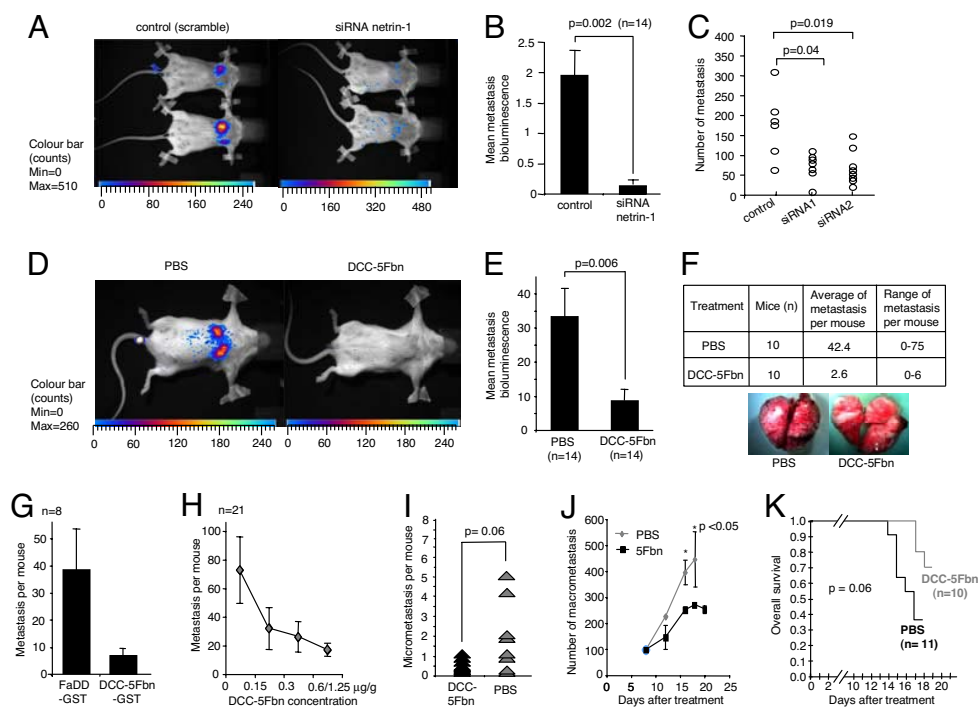 A
control (scramble)
siRNA netrin-1
Colour bar
(counts)
Min=0
Max=510
0 80 160 240
0 160 320 480
B
p=0.002 (n=14)
Mean metastasis
bioluminescence
2.5
2
1.5
1
0.5
0
control
siRNA
netrin-1
C
p=0.019
p=0.04
Number of metastasis
400
350
300
250
200
150
100
50
0
control
siRNA1
siRNA2
D
PBS
DCC-5Fbn
Colour bar
(counts)
Min=0
Max=260
0 60 120 180 240
0 60 120 180 240
E
p=0.006
Mean metastasis
bioluminescence
40
30
20
10
0
PBS
(n=14)
DCC-5Fbn
(n=14)
F
Treatment
Mice (n)
Average of
metastasis
per mouse
Range of
metastasis
per mouse
PBS 10 42.4 0-75
DCC-5Fbn 10 2.6 0-6
PBS
DCC-5Fbn
G
n=8
Metastasis per mouse
50
40
30
20
10
0
FaDD
-GST
DCC-5Fbn
-GST
H
n=21
Metastasis per mouse
100
80
60
40
20
0
0 0.15 0.3 0.6/1.25 µg/g
DCC-5Fbn concentration
I
p= 0.06
Micrometastasis per mouse
8
7
6
5
4
3
2
1
0
DCC-
5Fbn
PBS
J
PBS
5Fbn
* * p <0.05
Number of macrometastasis
600
500
400
300
200
100
0
0 5 10 15 20 25
Days after treatment
K
Overall survival
1.0
0.9
0.8
0.7
0.6
0.5
0.4
0.3
0.2
0.1
0.0
p = 0.06
DCC-5Fbn
(n=10)
PBS
(n= 11)
0 2 10 12 14 16 18 20
Days after treatment